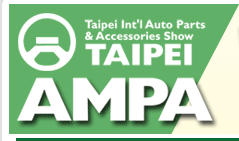 Taipei Int'l Auto Parts
& Accessories Show
TAIPEI
AMPA